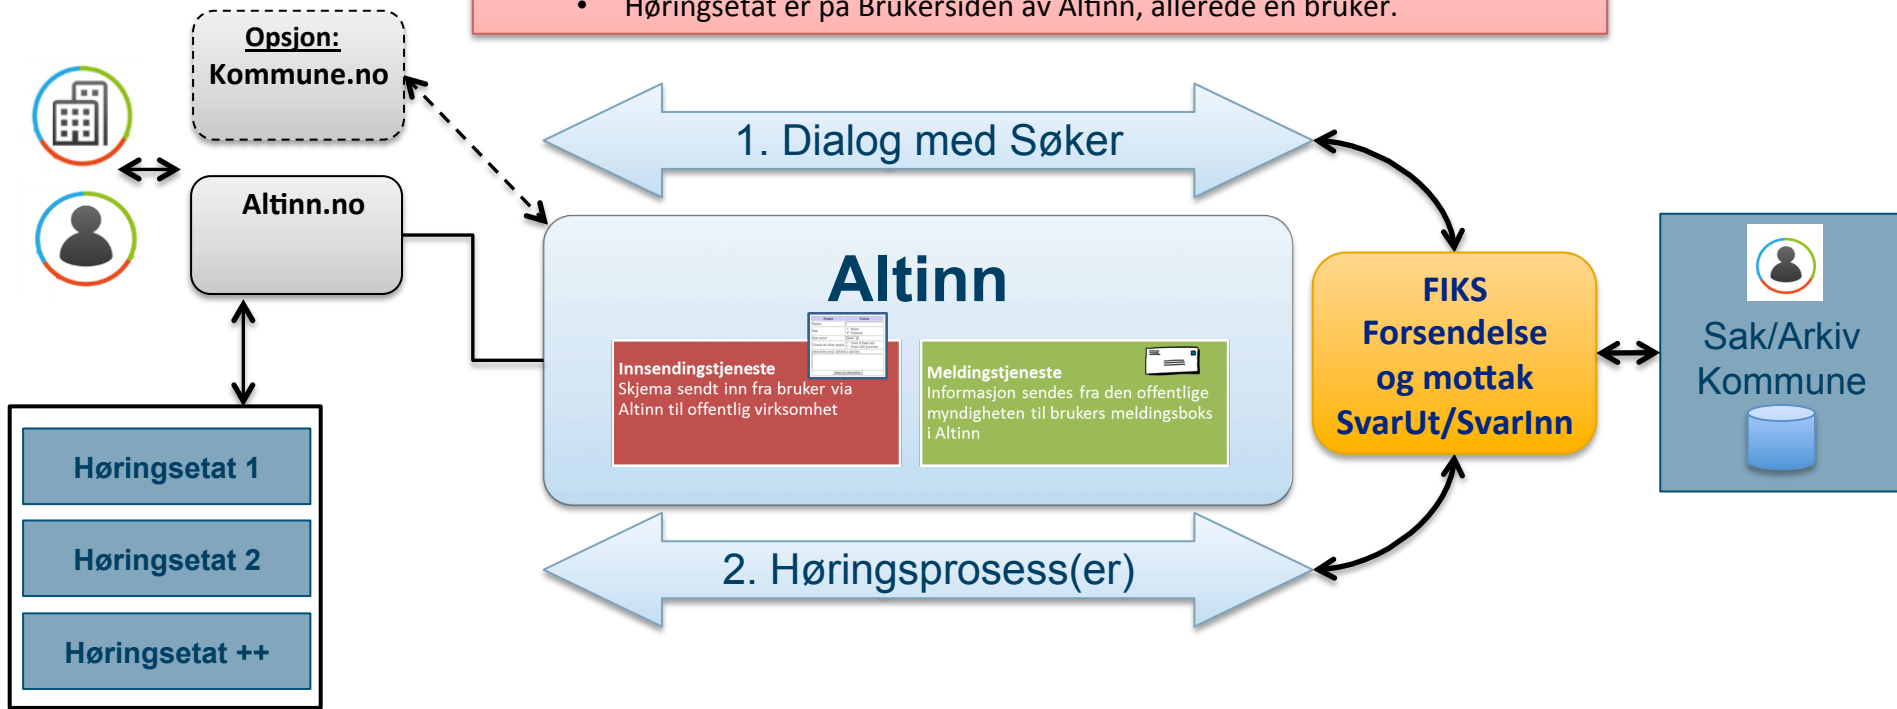 • Høringsetat er på Brukersiden av Altinn, allerede en bruker.
Opsjon:
Kommune.no
1. Dialog med Søker
Altinn.no
Altinn
FIKS
Forsendelse
og mottak
SvarUt/SvarInn
Sak/Arkiv
Kommune
Innsendingstjeneste
Skjema sendt inn fra bruker via
Altinn til offentlig virksomhet
Meldingstjeneste
Informasjon sendes fra den offentlige
myndigheten til brukers meldingsboks
i Altinn
Høringsetat 1
Høringsetat 2
Høringsetat ++
2. Høringsprosess(er)